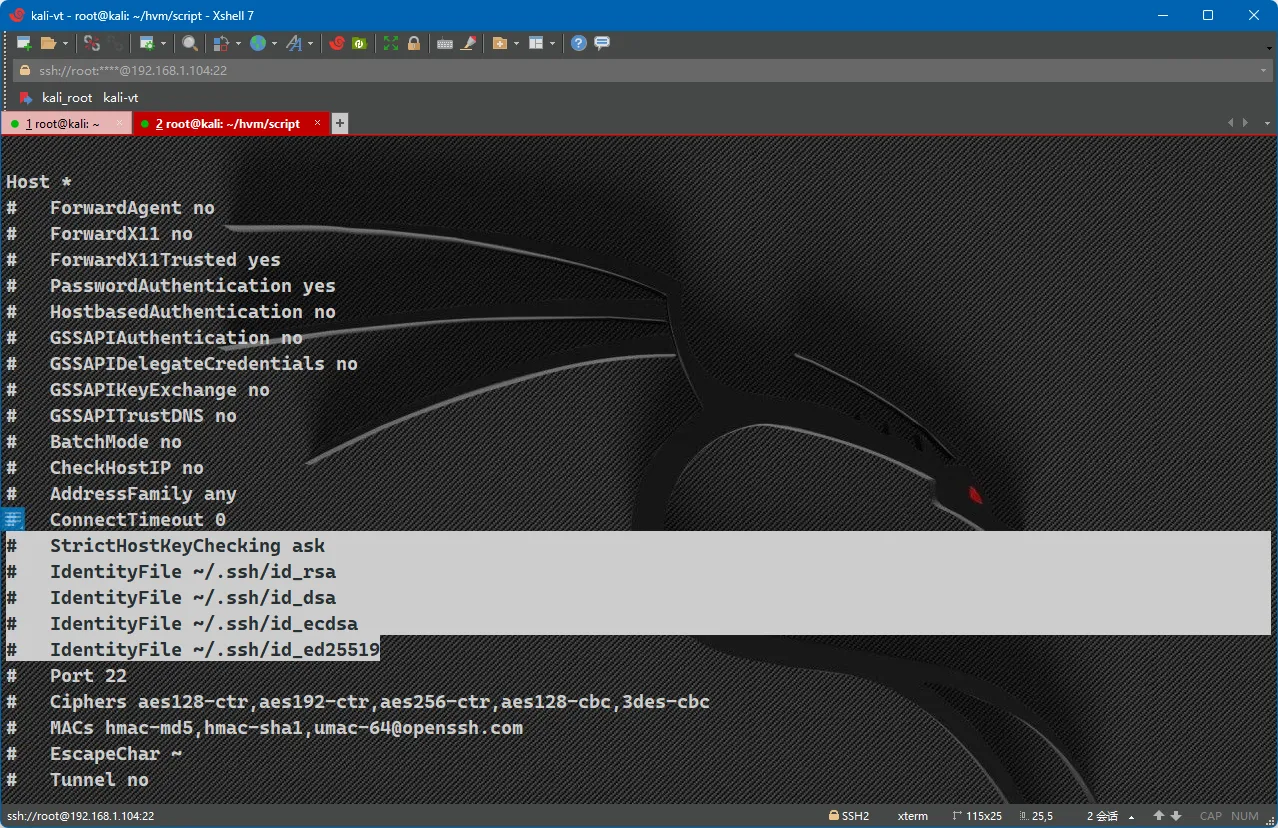 kali-vt - root@kali: ~/hvm/script - Xshell 7
ssh://root:****@192.168.1.104:22
kali_root kali-vt
1 root@kali: ~ × 2 root@kali: ~/hvm/script × +
Host *
#   ForwardAgent no
#   ForwardX11 no
#   ForwardX11Trusted yes
#   PasswordAuthentication yes
#   HostbasedAuthentication no
#   GSSAPIAuthentication no
#   GSSAPIDelegateCredentials no
#   GSSAPIKeyExchange no
#   GSSAPITrustDNS no
#   BatchMode no
#   CheckHostIP no
#   AddressFamily any
ConnectTimeout 0
#   StrictHostKeyChecking ask
#   IdentityFile ~/.ssh/id_rsa
#   IdentityFile ~/.ssh/id_dsa
#   IdentityFile ~/.ssh/id_ecdsa
#   IdentityFile ~/.ssh/id_ed25519
#   Port 22
#   Ciphers aes128-ctr,aes192-ctr,aes256-ctr,aes128-cbc,3des-cbc
#   MACs hmac-md5,hmac-sha1,umac-64@openssh.com
#   EscapeChar ~
#   Tunnel no
ssh://root@192.168.1.104:22 SSH2 xterm 115x25 25,5 2 会话 CAP NUM